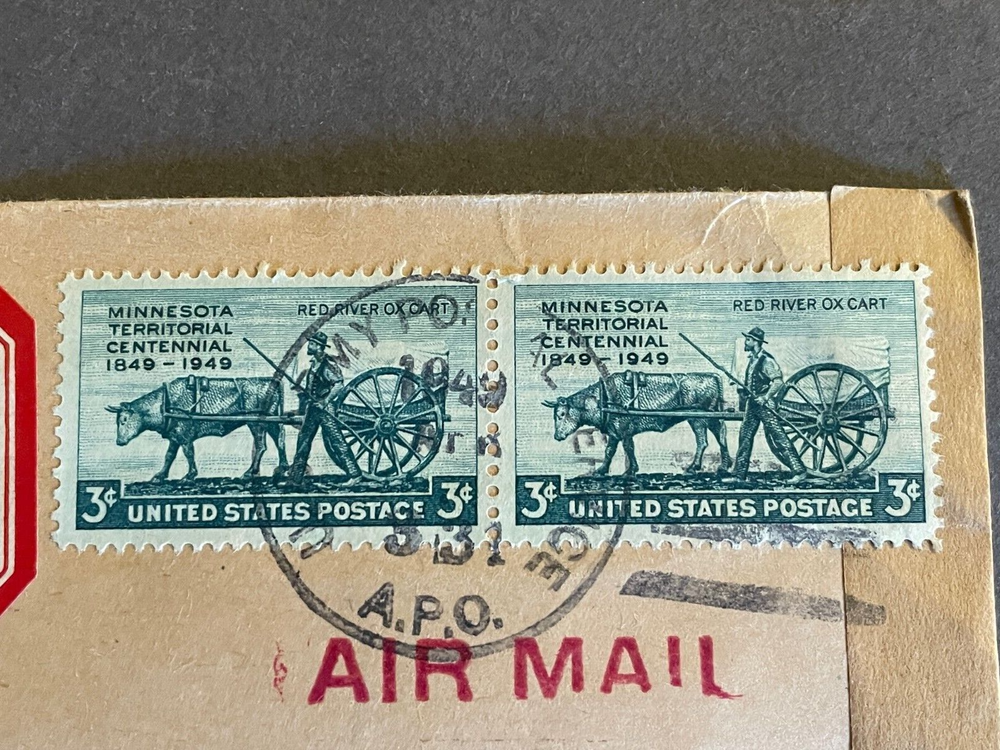 MINNESOTA
TERRITORIAL
CENTENNIAL
1849 – 1949
RED RIVER OX CART
3¢ UNITED STATES POSTAGE 3¢
MINNESOTA
TERRITORIAL
CENTENNIAL
1849 – 1949
RED RIVER OX CART
3¢ UNITED STATES POSTAGE 3¢
1949
A.P.O.
AIR MAIL